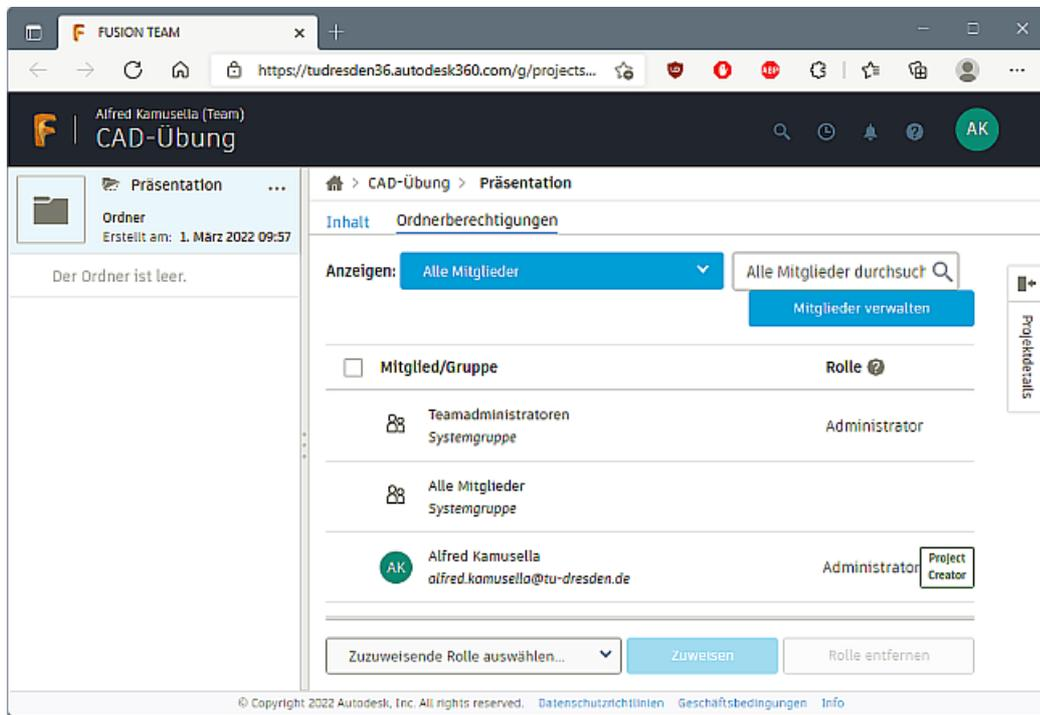 FUSION TEAM
https://tudresden36.autodesk360.com/g/projects...
Alfred Kamusella (Team)
CAD-Übung
AK
Präsentation ...
Ordner
Erstellt am: 1. März 2022 09:57
Der Ordner ist leer.
> CAD-Übung > Präsentation
Inhalt Ordnerberechtigungen
Anzeigen: Alle Mitglieder
Alle Mitglieder durchsuch
Mitglieder verwalten
Projektdetails
Mitglied/Gruppe Rolle
Teamadministratoren
Systemgruppe
Administrator
Alle Mitglieder
Systemgruppe
AK
Alfred Kamusella
alfred.kamusella@tu-dresden.de
Administrator
Project
Creator
Zuzuweisende Rolle auswählen... Zuweisen Rolle entfernen
© Copyright 2022 Autodesk, Inc. All rights reserved. Datenschutzrichtlinien Geschäftsbedingungen Info